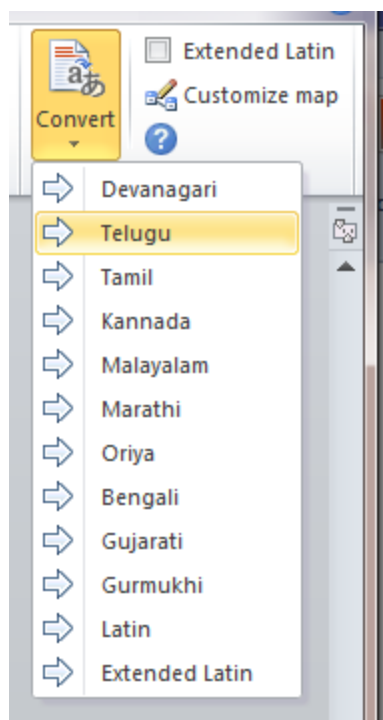 Extended Latin
Customize map
Convert
Devanagari
Telugu
Tamil
Kannada
Malayalam
Marathi
Oriya
Bengali
Gujarati
Gurmukhi
Latin
Extended Latin